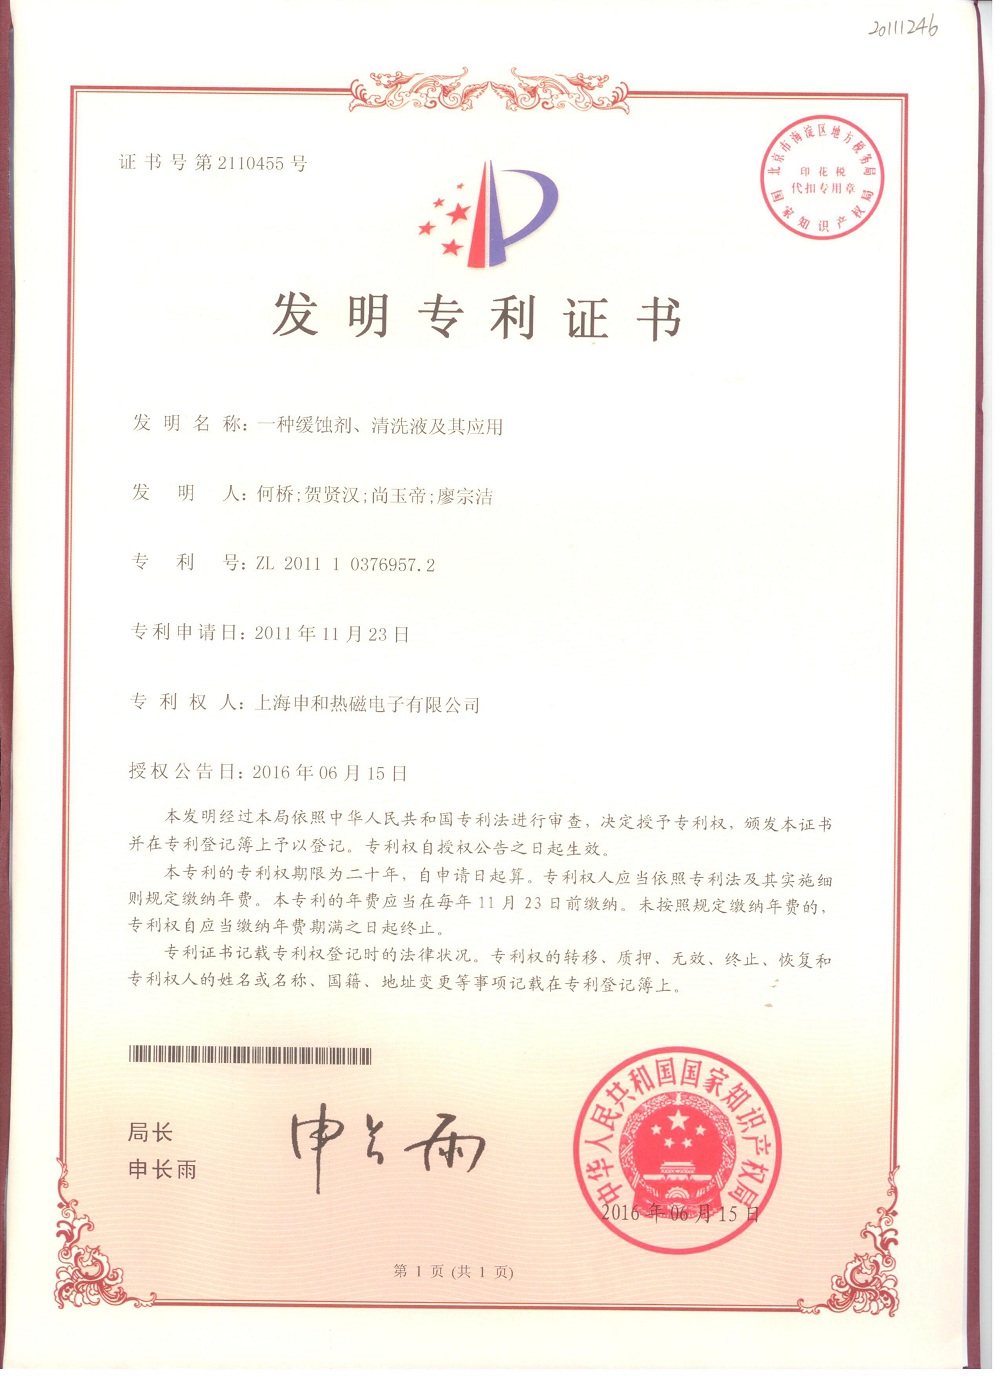 20111246
证书号第2110455号
北京市海淀区地方税务局
印花税
代扣专用章
国家知识产权局
发明专利证书
发明名称：一种缓蚀剂、清洗液及其应用
发明人：何桥;贺贤汉;尚玉帝;廖宗洁
专利号：ZL 2011 1 0376957.2
专利申请日：2011年11月23日
专利权人：上海申和热磁电子有限公司
授权公告日：2016年06月15日
本发明经过本局依照中华人民共和国专利法进行审查，决定授予专利权，颁发本证书
并在专利登记簿上予以登记。专利权自授权公告之日起生效。
本专利的专利权期限为二十年，自申请日起算。专利权人应当依照专利法及其实施细
则规定缴纳年费。本专利的年费应当在每年11月23日前缴纳。未按照规定缴纳年费的，
专利权自应当缴纳年费期满之日起终止。
专利证书记载专利权登记时的法律状况。专利权的转移、质押、无效、终止、恢复和
专利权人的姓名或名称、国籍、地址变更等事项记载在专利登记簿上。
局长
申长雨
申长雨
中华人民共和国国家知识产权局
2016年06月15日
第1页(共1页)